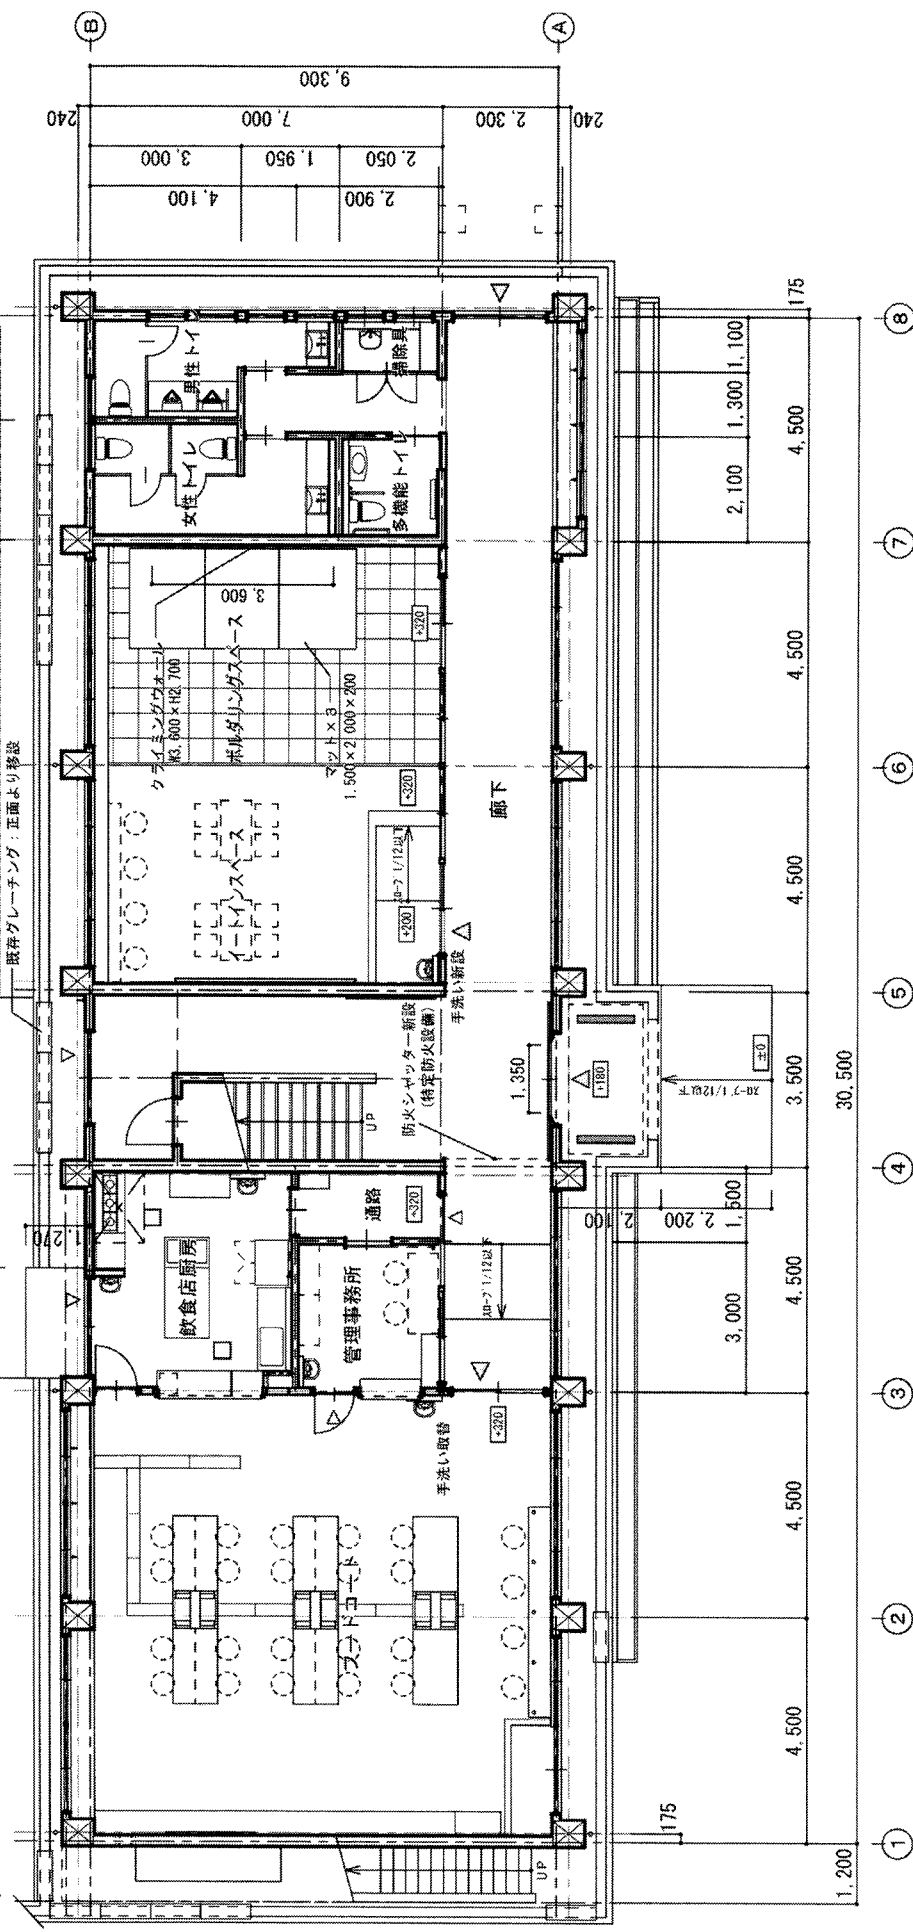 既存グレーチング:正面より移設
B
A
9,300
240
7,000
2,300
240
3,000
1,950
2,050
4,100
2,900
男性トイレ
掃除具
女性トイレ
多機能トイレ
クライミングウォール
W3,600×H2,700
ボルダリングスペース
3,600
マット×3
1,500×2,000×200
+320
イートインスペース
+320
スロープ1/12以下
+200
手洗い新設
廊下
防火シャッター新設
(特定防火設備)
UP
1,350
+180
スロープ1/12以下
±0
1,270
飲食店厨房
通路
+320
管理事務所
スロープ1/12以下
+320
手洗い取替
フードコート
UP
2,100
2,200
175
1,100
1,300
2,100
1,500
3,000
175
4,500
4,500
4,500
3,500
4,500
4,500
4,500
30,500
1,200
8
7
6
5
4
3
2
1